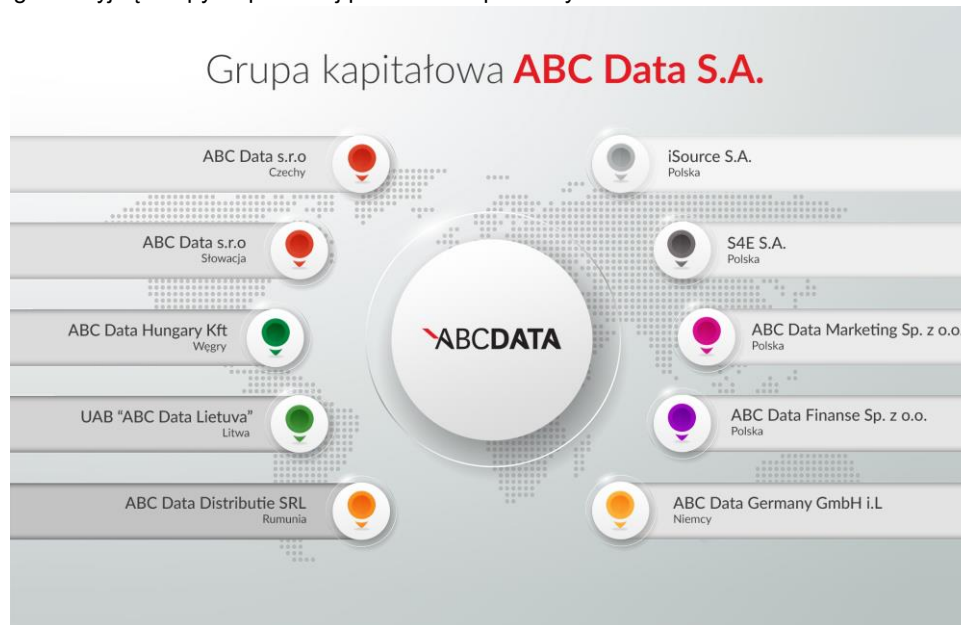 Grupa kapitałowa ABC Data S.A.
ABC Data s.r.o
Czechy
ABC Data s.r.o
Słowacja
ABC Data Hungary Kft
Węgry
UAB “ABC Data Lietuva”
Litwa
ABC Data Distributie SRL
Rumunia
ABCDATA
iSource S.A.
Polska
S4E S.A.
Polska
ABC Data Marketing Sp. z o.o.
Polska
ABC Data Finanse Sp. z o.o.
Polska
ABC Data Germany GmbH i.L
Niemcy